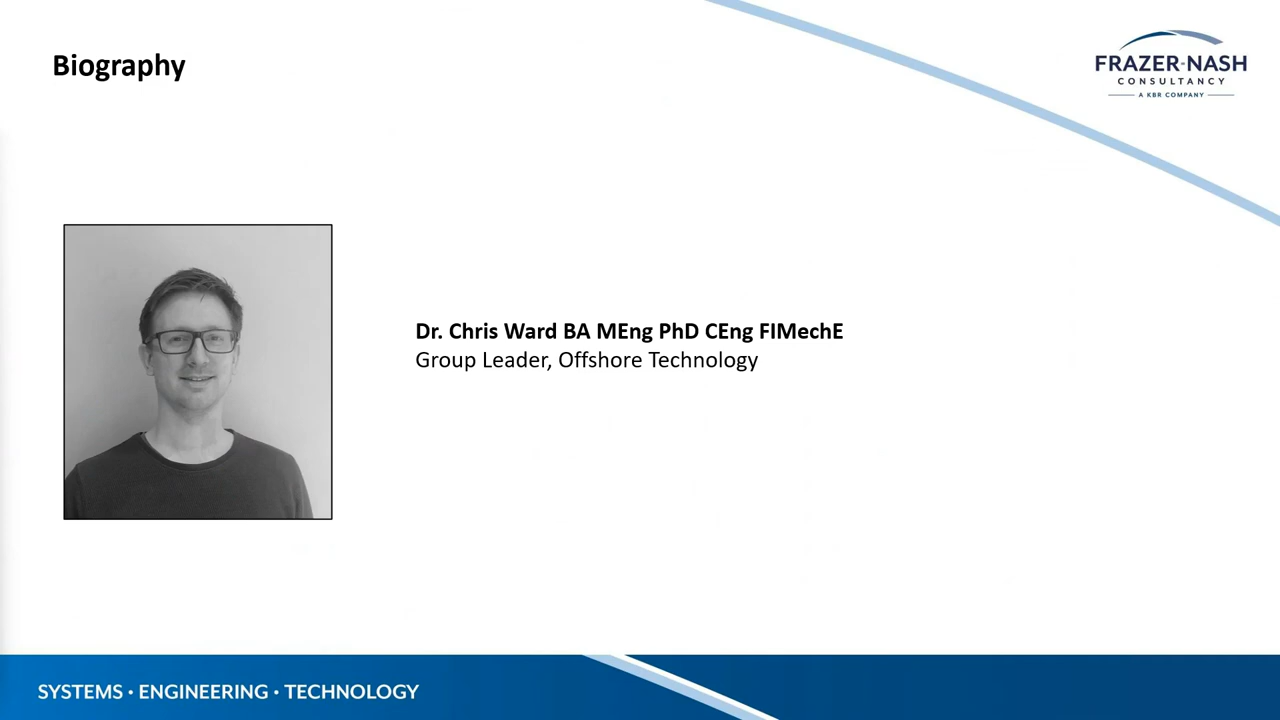 Biography
FRAZER-NASH
CONSULTANCY
A KBR COMPANY
Dr. Chris Ward BA MEng PhD CEng FIMechE
Group Leader, Offshore Technology
SYSTEMS • ENGINEERING • TECHNOLOGY